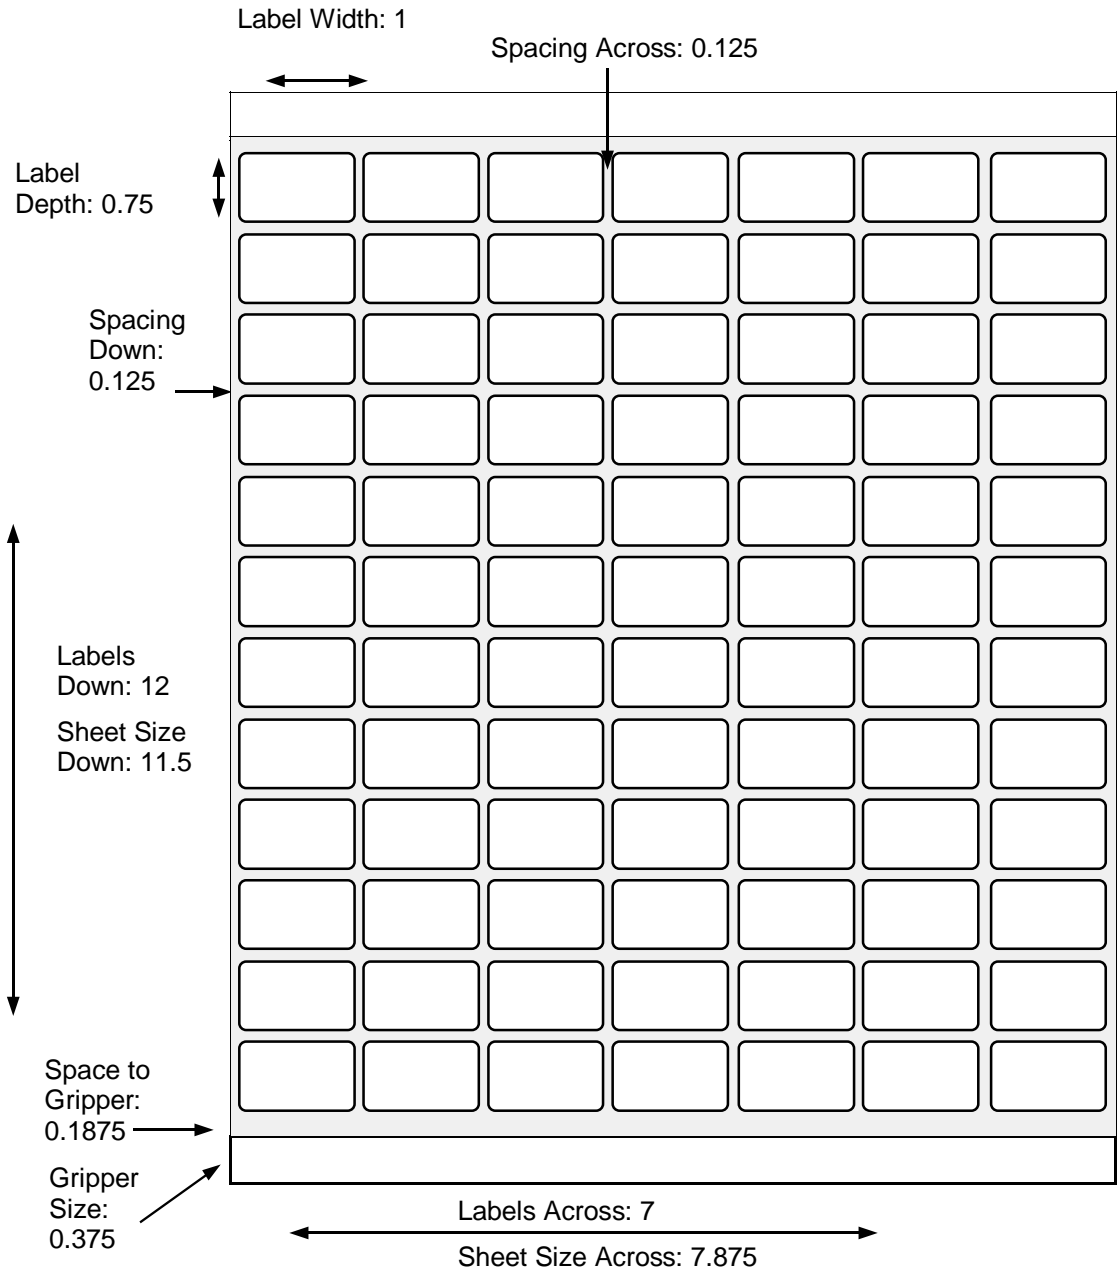 Label Width: 1
Spacing Across: 0.125
Label
Depth: 0.75
Spacing
Down:
0.125
Labels
Down: 12
Sheet Size
Down: 11.5
Space to
Gripper:
0.1875
Gripper
Size:
0.375
Labels Across: 7
Sheet Size Across: 7.875